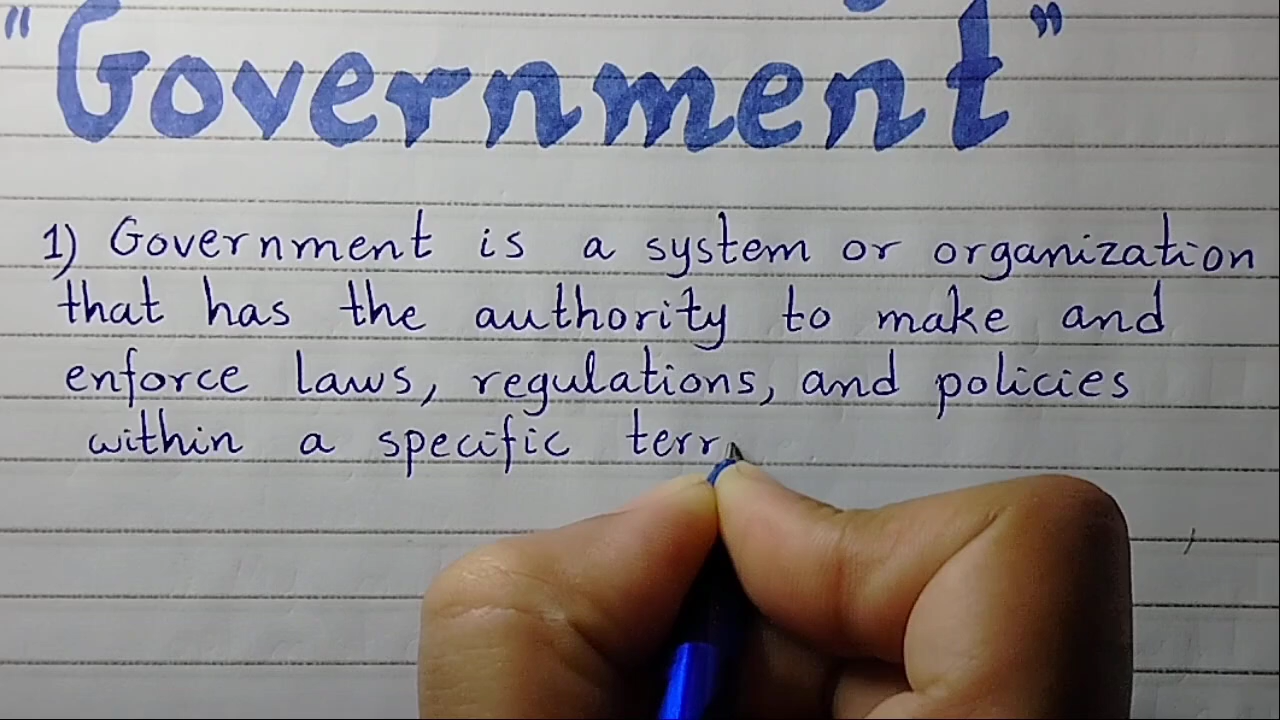 "Government"
1) Government is a system or organization
that has the authority to make and
enforce laws, regulations, and policies
within a specific terr